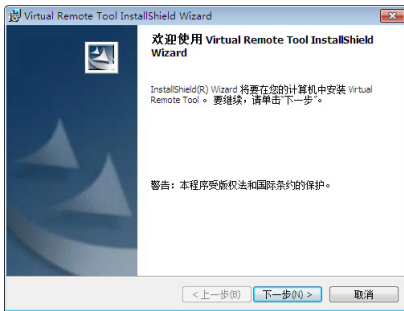 Virtual Remote Tool InstallShield Wizard
欢迎使用 Virtual Remote Tool InstallShield
Wizard
InstallShield(R) Wizard 将要在您的计算机中安装 Virtual
Remote Tool。 要继续，请单击“下一步”。
警告：本程序受版权法和国际条约的保护。
<上一步(B)
下一步(N) >
取消